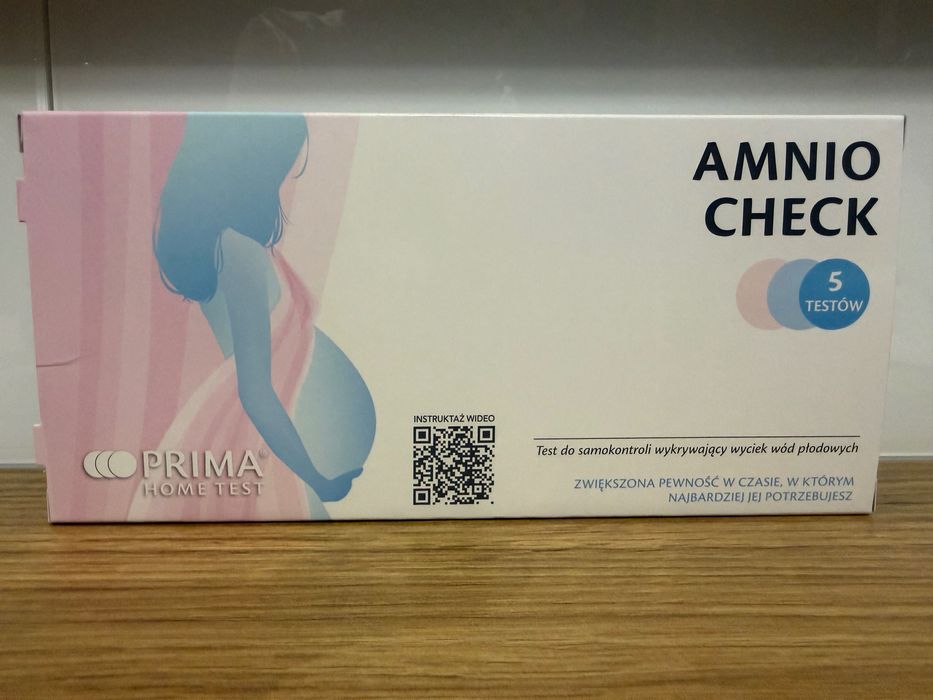 AMNIO
CHECK
5
TESTÓW
INSTRUKTAŻ WIDEO
Test do samokontroli wykrywający wyciek wód płodowych
ZWIĘKSZONA PEWNOŚĆ W CZASIE, W KTÓRYM
NAJBARDZIEJ JEJ POTRZEBUJESZ
PRIMA®
HOME TEST